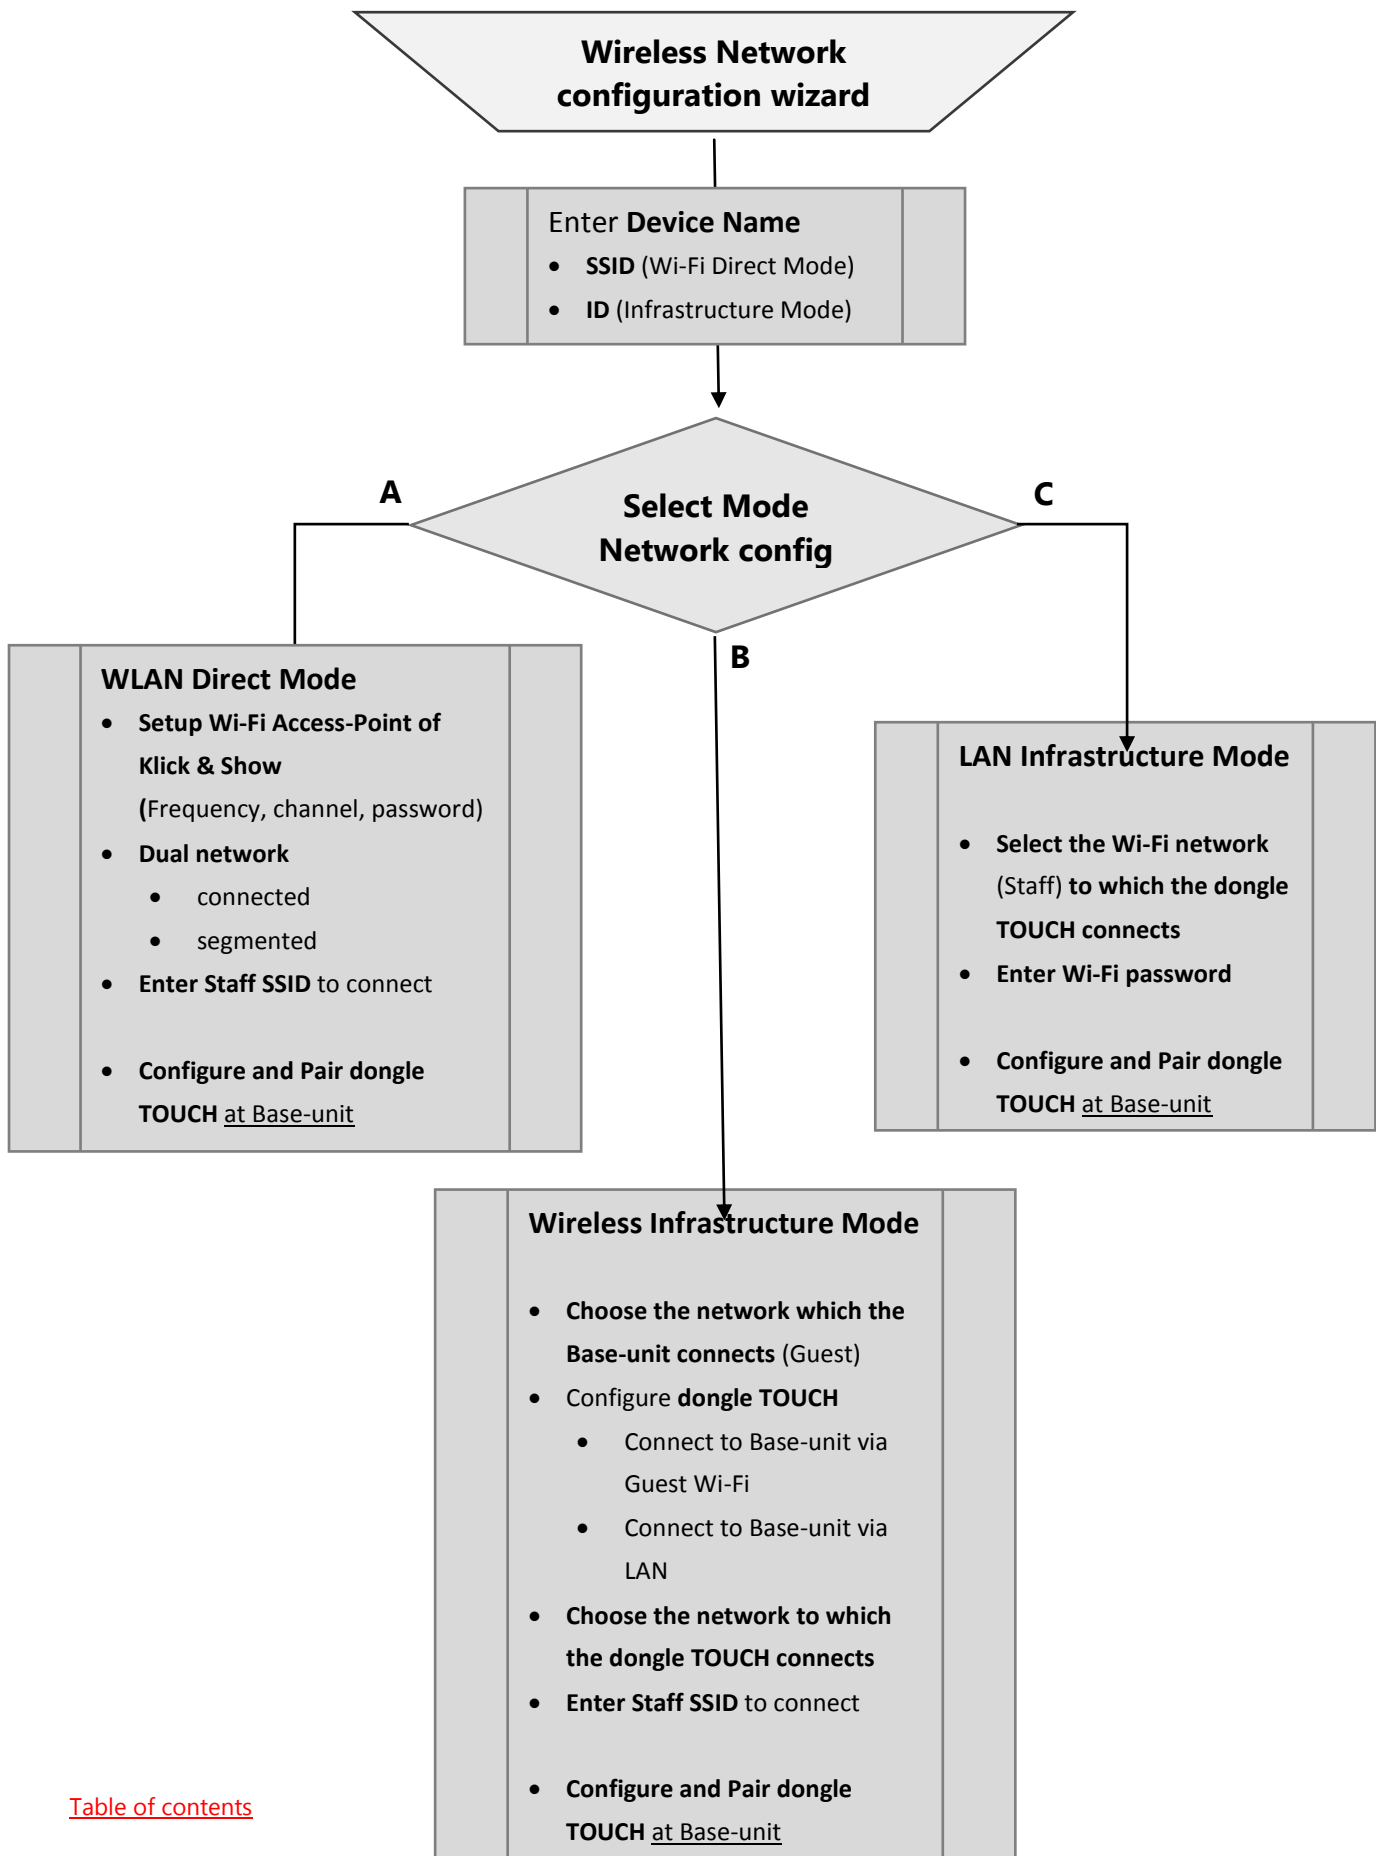 Wireless Network
configuration wizard
Enter Device Name
• SSID (Wi-Fi Direct Mode)
• ID (Infrastructure Mode)
A
C
Select Mode
Network config
B
WLAN Direct Mode
• Setup Wi-Fi Access-Point of
Klick & Show
(Frequency, channel, password)
• Dual network
• connected
• segmented
• Enter Staff SSID to connect
• Configure and Pair dongle
TOUCH at Base-unit
LAN Infrastructure Mode
• Select the Wi-Fi network
(Staff) to which the dongle
TOUCH connects
• Enter Wi-Fi password
• Configure and Pair dongle
TOUCH at Base-unit
Wireless Infrastructure Mode
• Choose the network which the
Base-unit connects (Guest)
• Configure dongle TOUCH
• Connect to Base-unit via
Guest Wi-Fi
• Connect to Base-unit via
LAN
• Choose the network to which
the dongle TOUCH connects
• Enter Staff SSID to connect
• Configure and Pair dongle
TOUCH at Base-unit
Table of contents